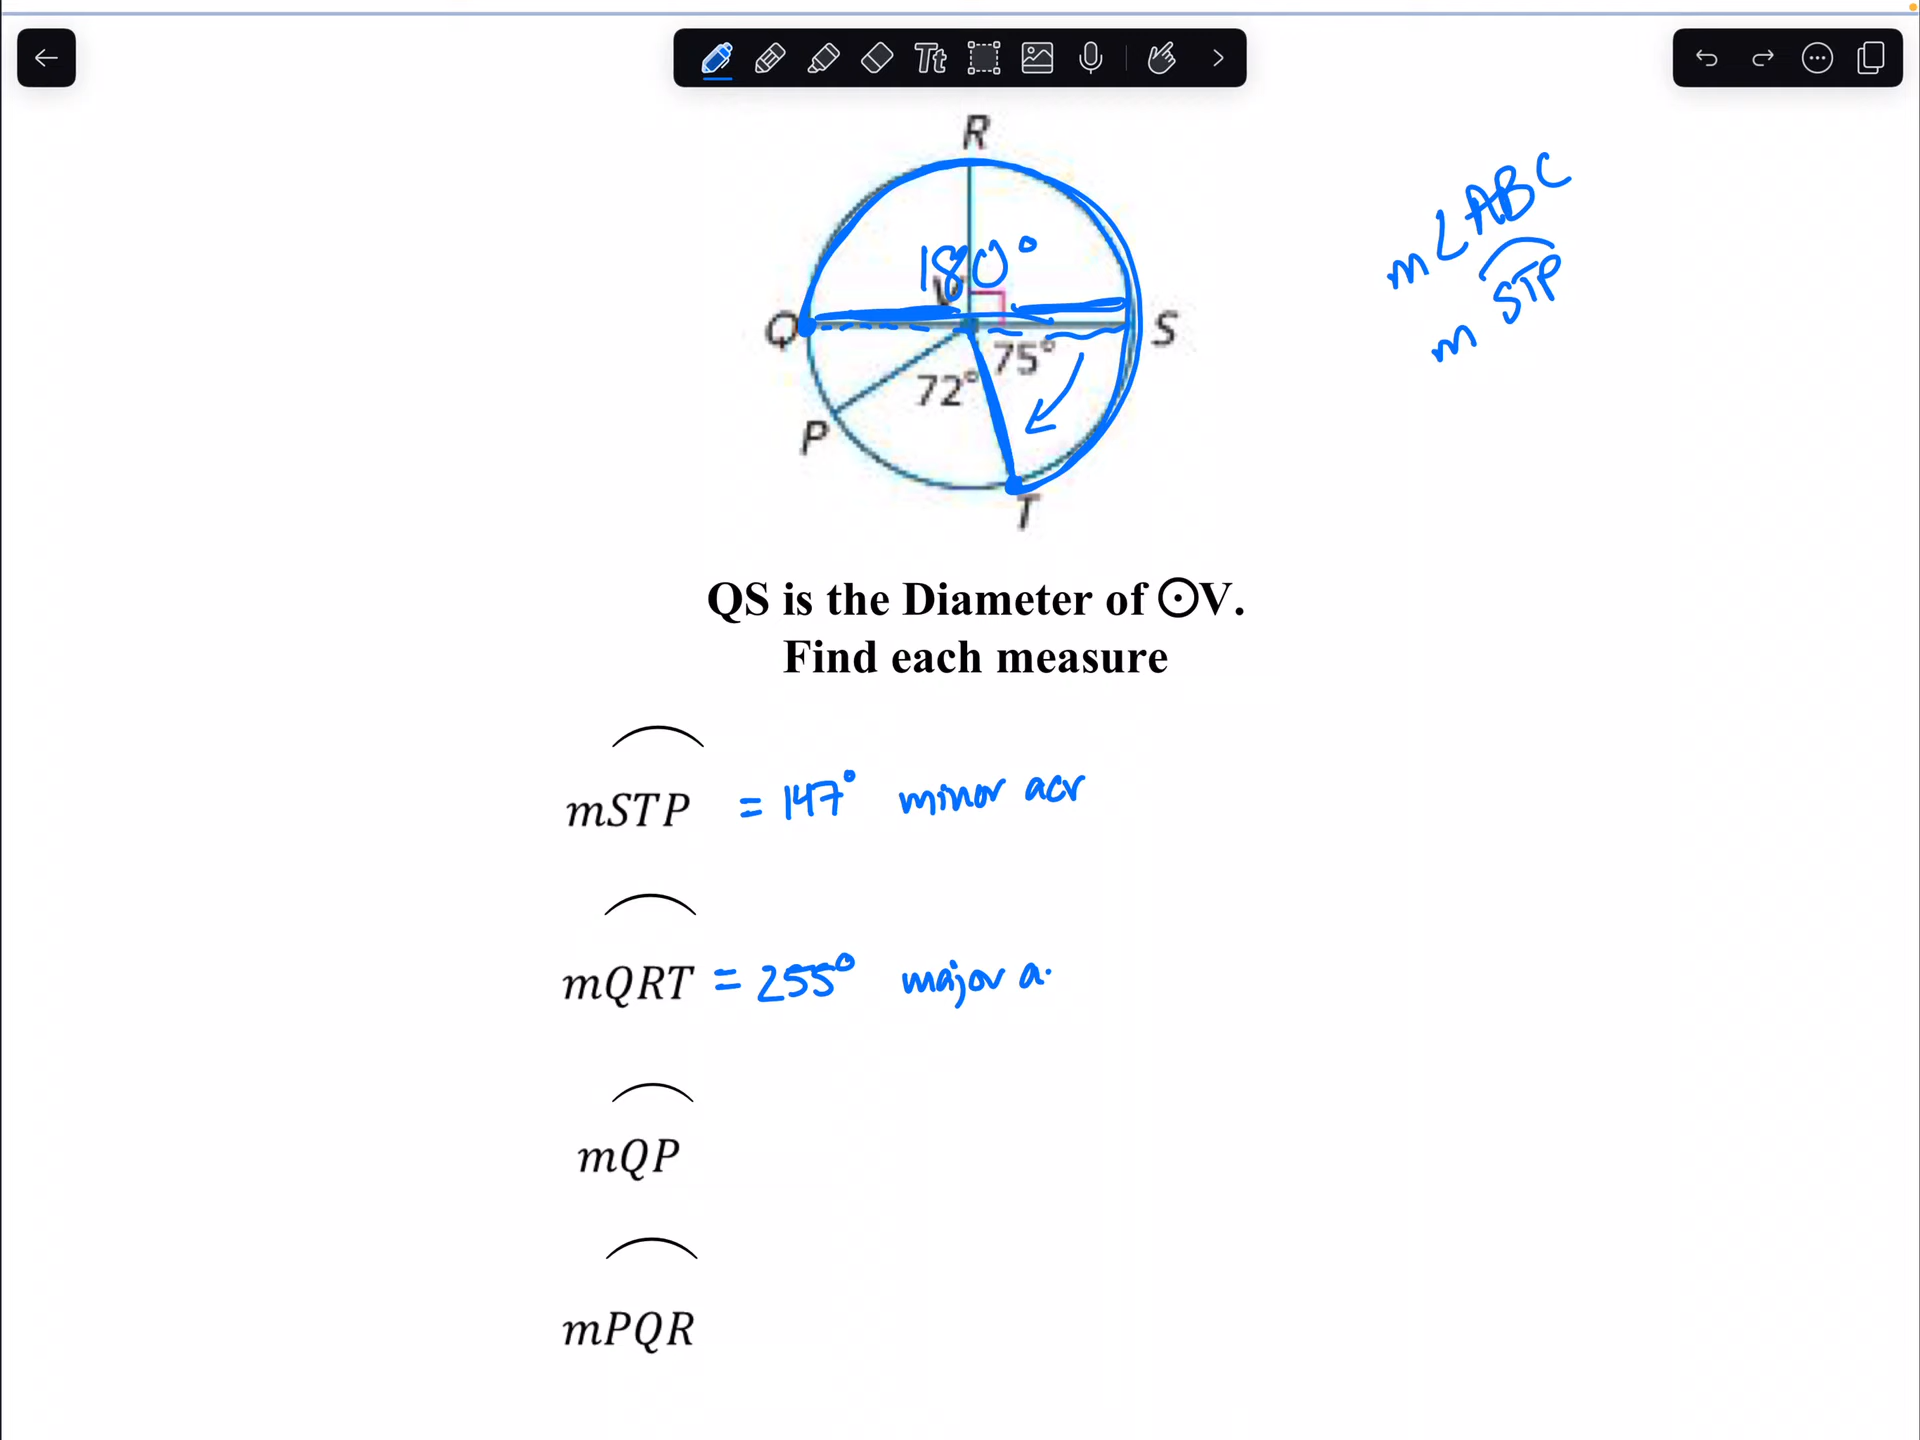 Tt
R
m∠ABC
180°
m STP
V
Q
S
75°
72°
P
T
QS is the Diameter of ⊙V.
Find each measure
mSTP = 147° minor acr
mQRT = 255° major a
mQP
mPQR